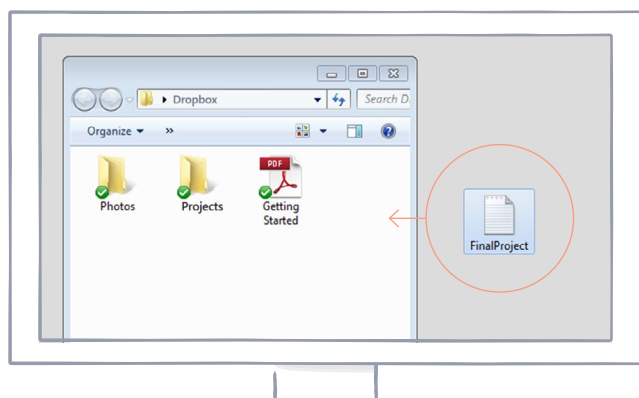 Dropbox
Search D
Organize
»
PDF
Photos
Projects
Getting
Started
FinalProject